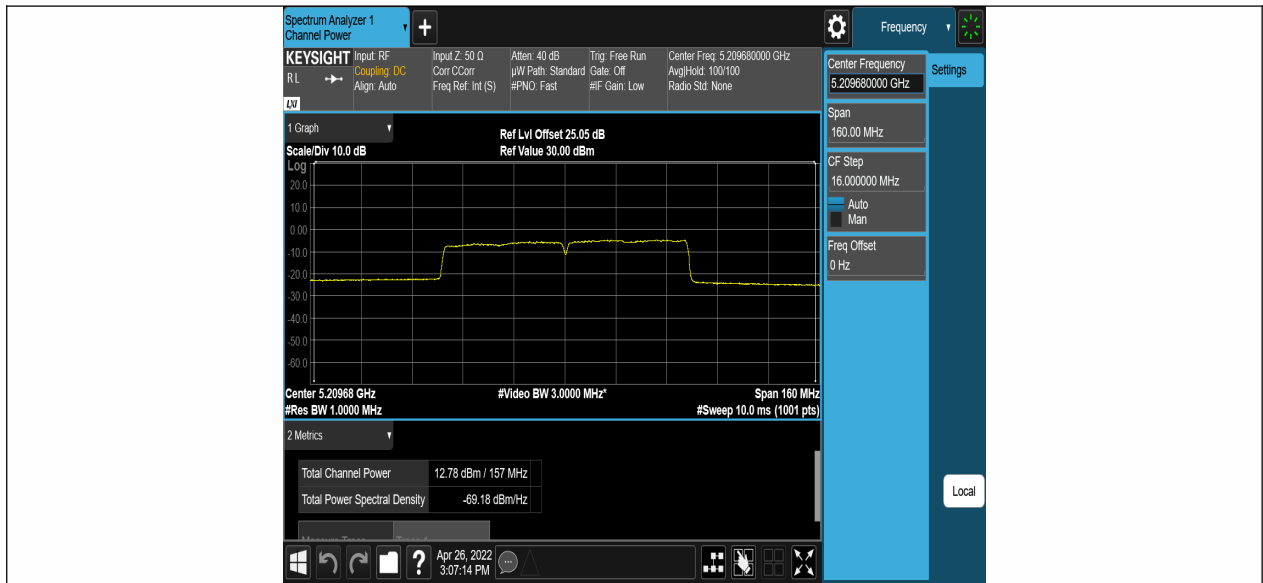 Spectrum Analyzer 1
Channel Power
+
Frequency
KEYSIGHT
RL
LXI
Input: RF
Coupling: DC
Align: Auto
Input Z: 50 Ω
Corr CCorr
Freq Ref: Int (S)
Atten: 40 dB
µW Path: Standard
#PNO: Fast
Trig: Free Run
Gate: Off
#IF Gain: Low
Center Freq: 5.209680000 GHz
Avg|Hold: 100/100
Radio Std: None
Center Frequency
5.209680000 GHz
Settings
Span
160.00 MHz
CF Step
16.000000 MHz
Auto
Man
Freq Offset
0 Hz
1 Graph
Ref Lvl Offset 25.05 dB
Scale/Div 10.0 dB
Ref Value 30.00 dBm
Log
20.0
10.0
0.00
-10.0
-20.0
-30.0
-40.0
-50.0
-60.0
Center 5.20968 GHz
#Video BW 3.0000 MHz*
Span 160 MHz
#Res BW 1.0000 MHz
#Sweep 10.0 ms (1001 pts)
2 Metrics
Total Channel Power 12.78 dBm / 157 MHz
Total Power Spectral Density -69.18 dBm/Hz
Local
?
Apr 26, 2022
3:07:14 PM